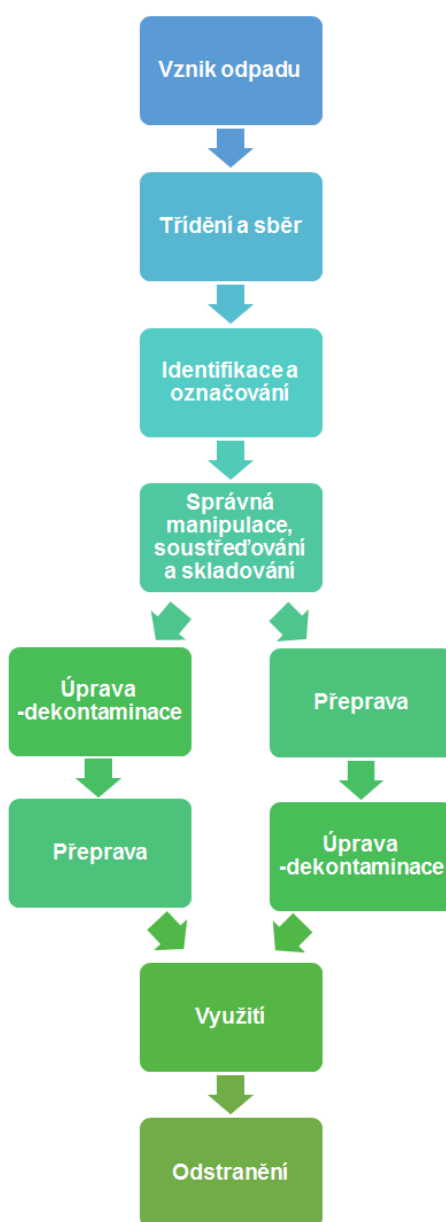 Vznik odpadu
Třídění a sběr
Identifikace a
označování
Správná
manipulace,
soustřeďování
a skladování
Úprava
-dekontaminace
Přeprava
Přeprava
Úprava
-dekontaminace
Využití
Odstranění